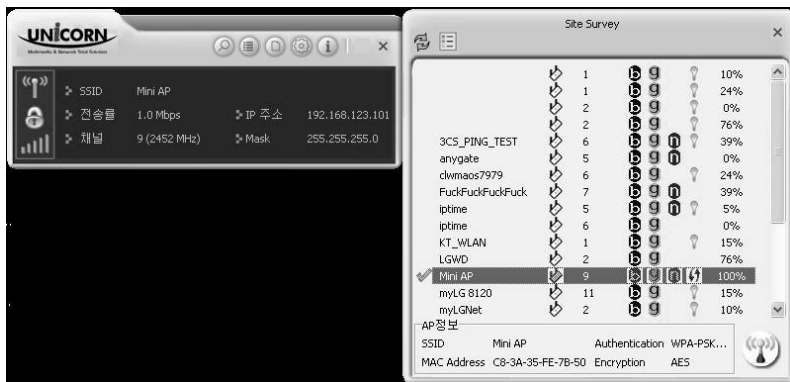 UNICORN
SSID Mini AP
전송률 1.0 Mbps IP 주소 192.168.123.101
채널 9 (2452 MHz) Mask 255.255.255.0
Site Survey
1 b g 10%
1 b g 24%
2 b g 0%
2 b g 76%
3CS_PING_TEST 6 b g n 39%
anygate 5 b g n 0%
clwmaos7979 6 b g 24%
FuckFuckFuckFuck 7 b g n 39%
iptime 5 b g n 5%
iptime 6 b g 0%
KT_WLAN 1 b g 15%
LGWD 2 b g 76%
Mini AP 9 b g n 100%
myLG 8120 11 b g 15%
myLGNet 2 b g 10%
AP정보
SSID Mini AP Authentication WPA-PSK...
MAC Address C8-3A-35-FE-7B-50 Encryption AES